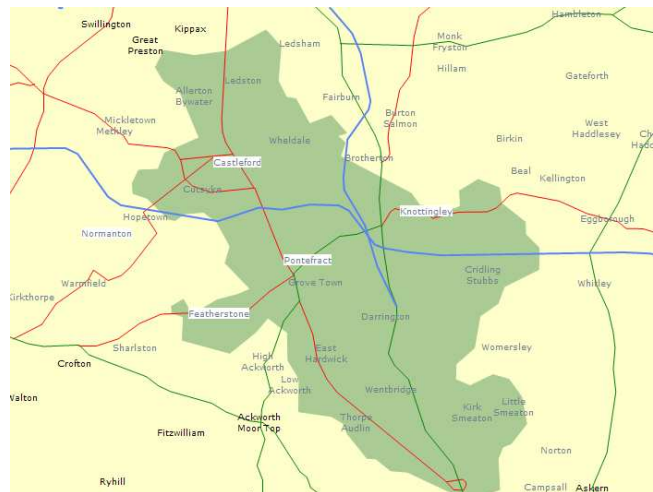 Swillington
Kippax
Hambleton
Great
Preston
Ledsham
Monk
Fryston
Hillam
Gateforth
Allerton
Bywater
Ledston
Fairburn
Burton
Salmon
Mickletown
Methley
West
Haddlesey
Birkin
Wheldale
Brotherton
Castleford
Beal
Kellington
Cutsyke
Hopetown
Knottingley
Eggborough
Normanton
Pontefract
Cridling
Stubbs
Warmfield
Grove Town
Whitley
Kirkthorpe
Featherstone
Darrington
Sharlston
East
Hardwick
Womersley
High
Ackworth
Crofton
Low
Ackworth
Wentbridge
Walton
Kirk
Smeaton
Little
Smeaton
Ackworth
Moor Top
Thorpe
Audlin
Fitzwilliam
Norton
Ryhill
Campsall
Askern